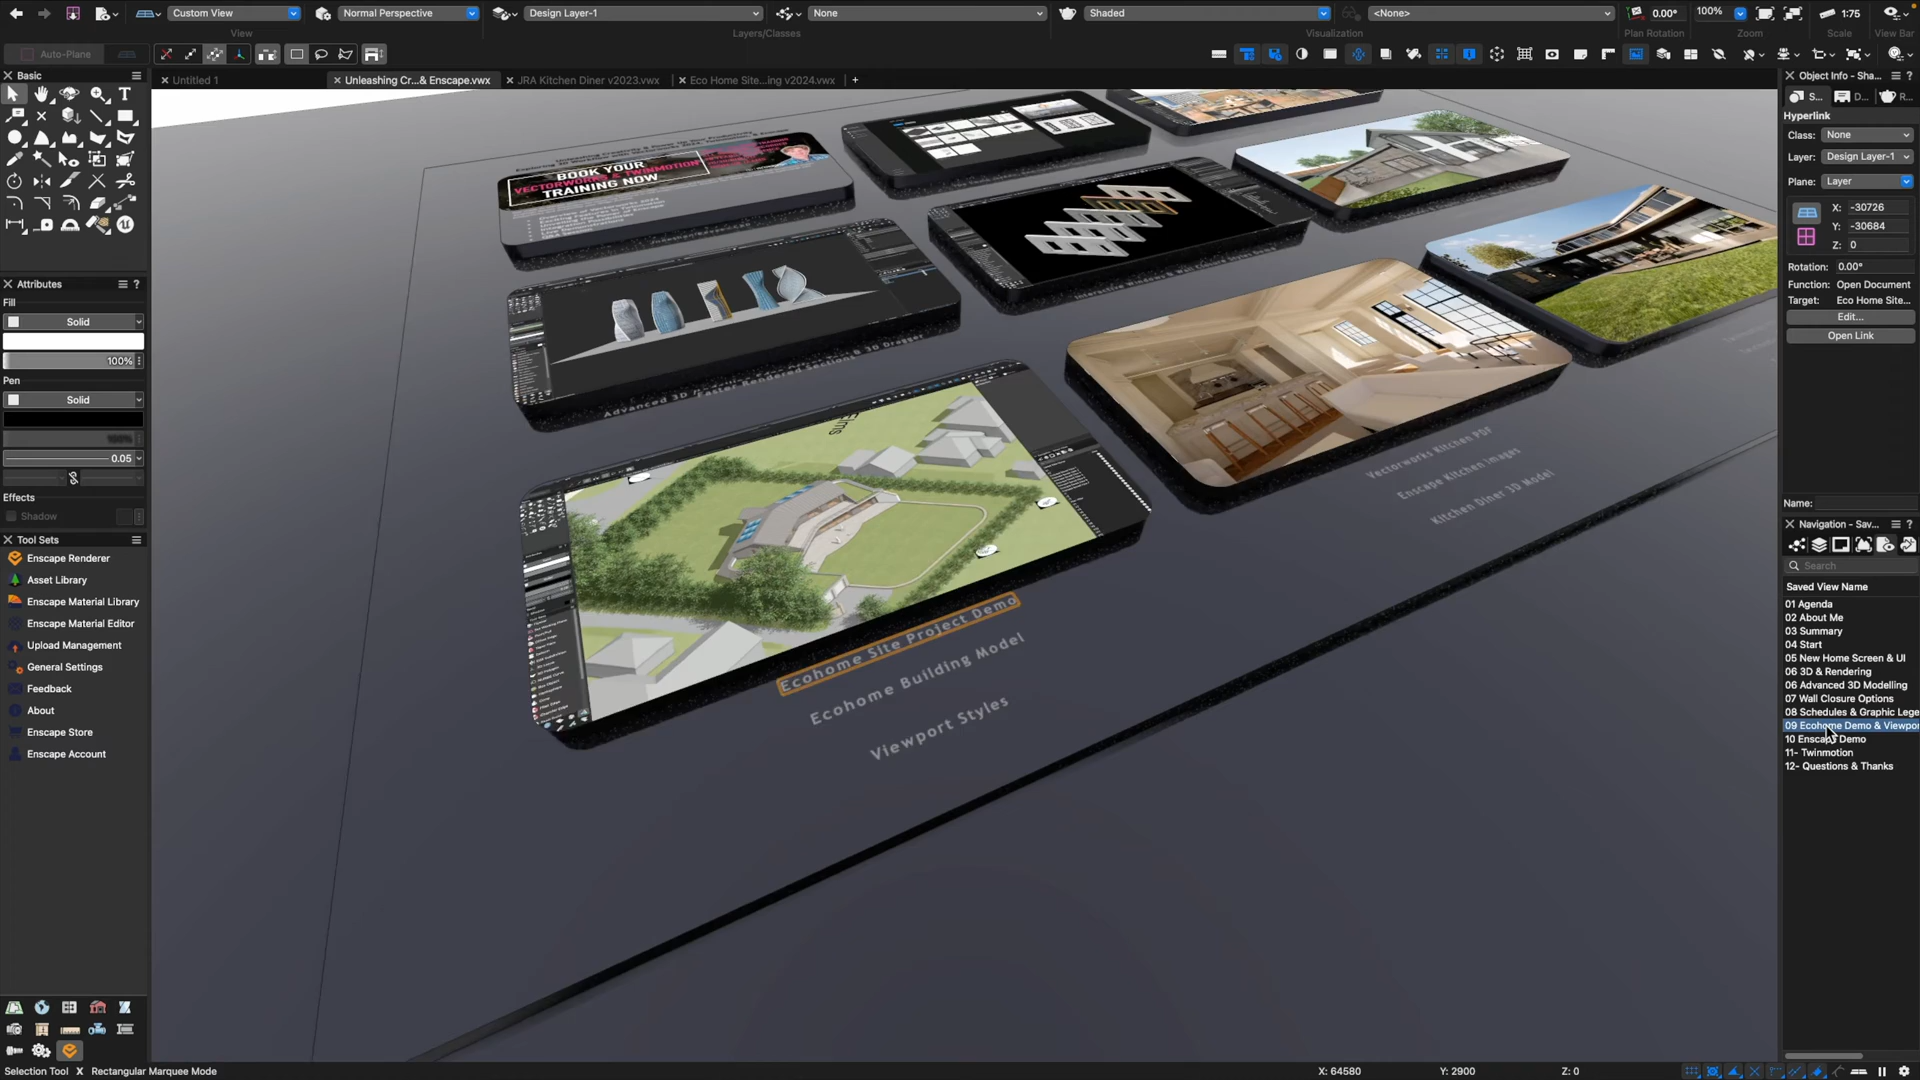 Custom View
Normal Perspective
Design Layer-1
None
Shaded
<None>
0.00°
100%
1:75
View
Layers/Classes
Visualization
Plan Rotation
Zoom
Scale
View Bar
Auto-Plane
Basic
Untitled 1
Unleashing Cr...& Enscape.vwx
JRA Kitchen Diner v2023.vwx
Eco Home Site...ing v2024.vwx
Object Info - Sha...
S...
D...
R...
Hyperlink
Class:
None
Layer:
Design Layer-1
Plane:
Layer
X:
-30726
Y:
-30684
Z:
0
Rotation:
0.00°
Function:
Open Document
Target:
Eco Home Site...
Edit...
Open Link
Name:
Attributes
Fill
Solid
100%
Pen
Solid
100%
0.05
Effects
Shadow
Tool Sets
Enscape Renderer
Asset Library
Enscape Material Library
Enscape Material Editor
Upload Management
General Settings
Feedback
About
Enscape Store
Enscape Account
BOOK YOUR
VECTORWORKS & TWINMOTION
TRAINING NOW
Ecohome Site Project Demo
Ecohome Building Model
Viewport Styles
Vectorworks Kitchen PDF
Enscape Kitchen Images
Kitchen Diner 3D Model
Navigation - Sav...
Search
Saved View Name
01 Agenda
02 About Me
03 Summary
04 Start
05 New Home Screen & UI
06 3D & Rendering
06 Advanced 3D Modelling
07 Wall Closure Options
08 Schedules & Graphic Lege
09 Ecohome Demo & Viewpor
10 Enscape Demo
11- Twinmotion
12- Questions & Thanks
Selection Tool
Rectangular Marquee Mode
X: 64580
Y: 2900
Z: 0